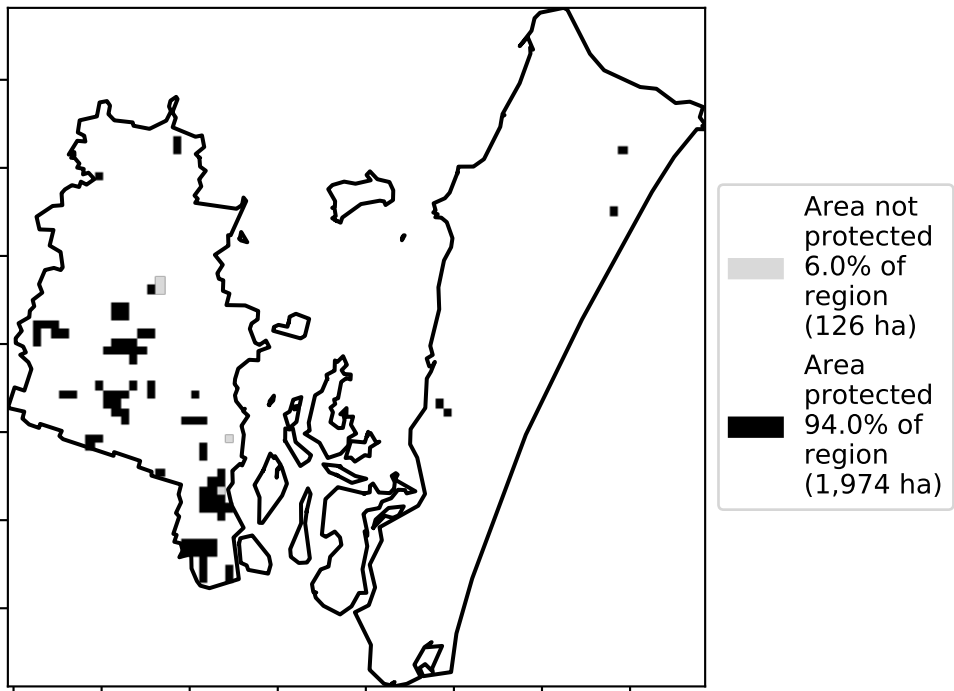 Area not
protected
6.0% of
region
(126 ha)
Area
protected
94.0% of
region
(1,974 ha)